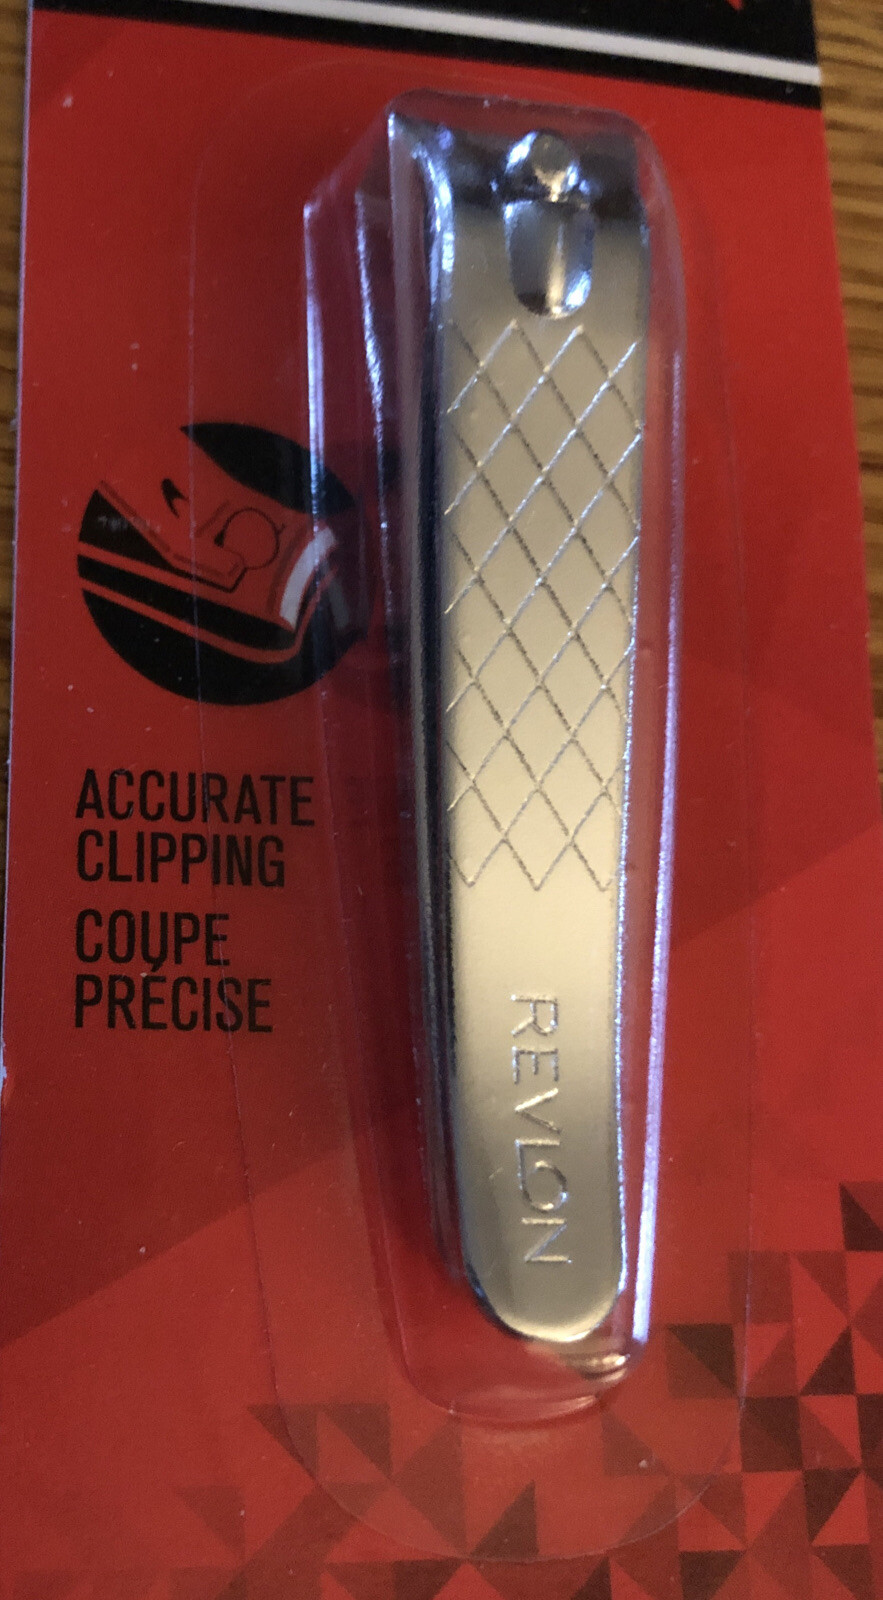 ACCURATE
CLIPPING
COUPE
PRÉCISE
REVLON